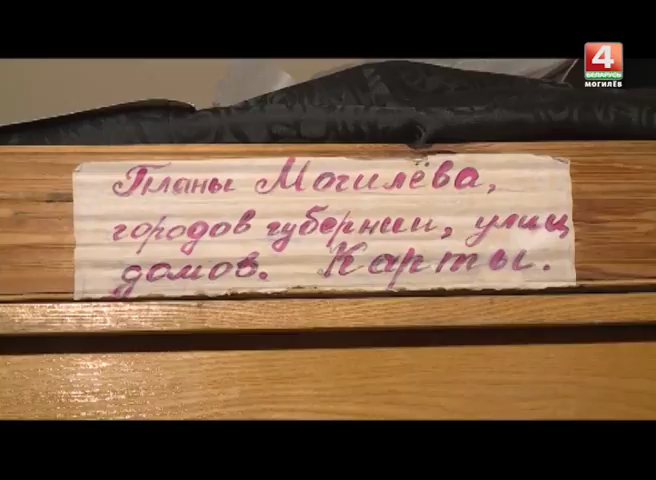 4
БЕЛАРУСЬ
МОГИЛЁВ
Планы Могилёва,
городов губернии, улиц
домов. Карты.